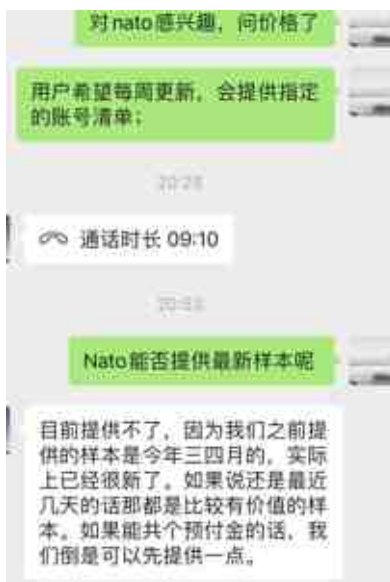 对nato感兴趣，问价格了
用户希望每周更新，会提供指定
的账号清单；
20:28
通话时长 09:10
Nato能否提供最新样本呢
目前提供不了，因为我们之前提
供的样本是今年三四月的，实际
上已经很新了。如果说还是最近
几天的话那都是比较有价值的样
本。如果能共个预付金的话，我
们倒是可以先提供一点。